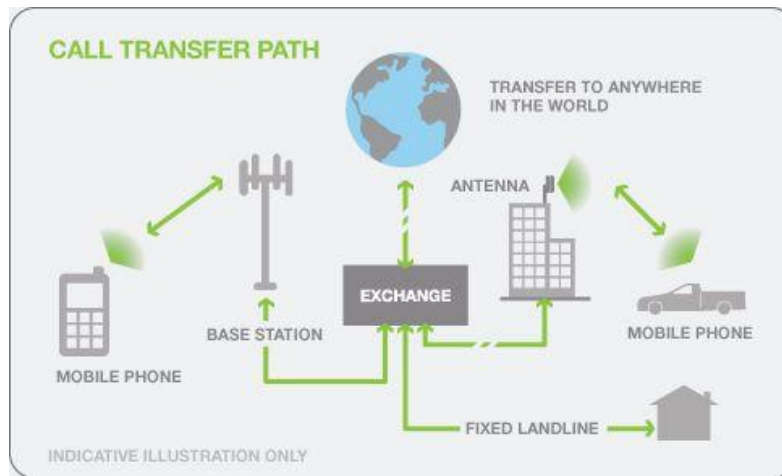 CALL TRANSFER PATH
TRANSFER TO ANYWHERE
IN THE WORLD
ANTENNA
EXCHANGE
BASE STATION
MOBILE PHONE
MOBILE PHONE
FIXED LANDLINE
INDICATIVE ILLUSTRATION ONLY